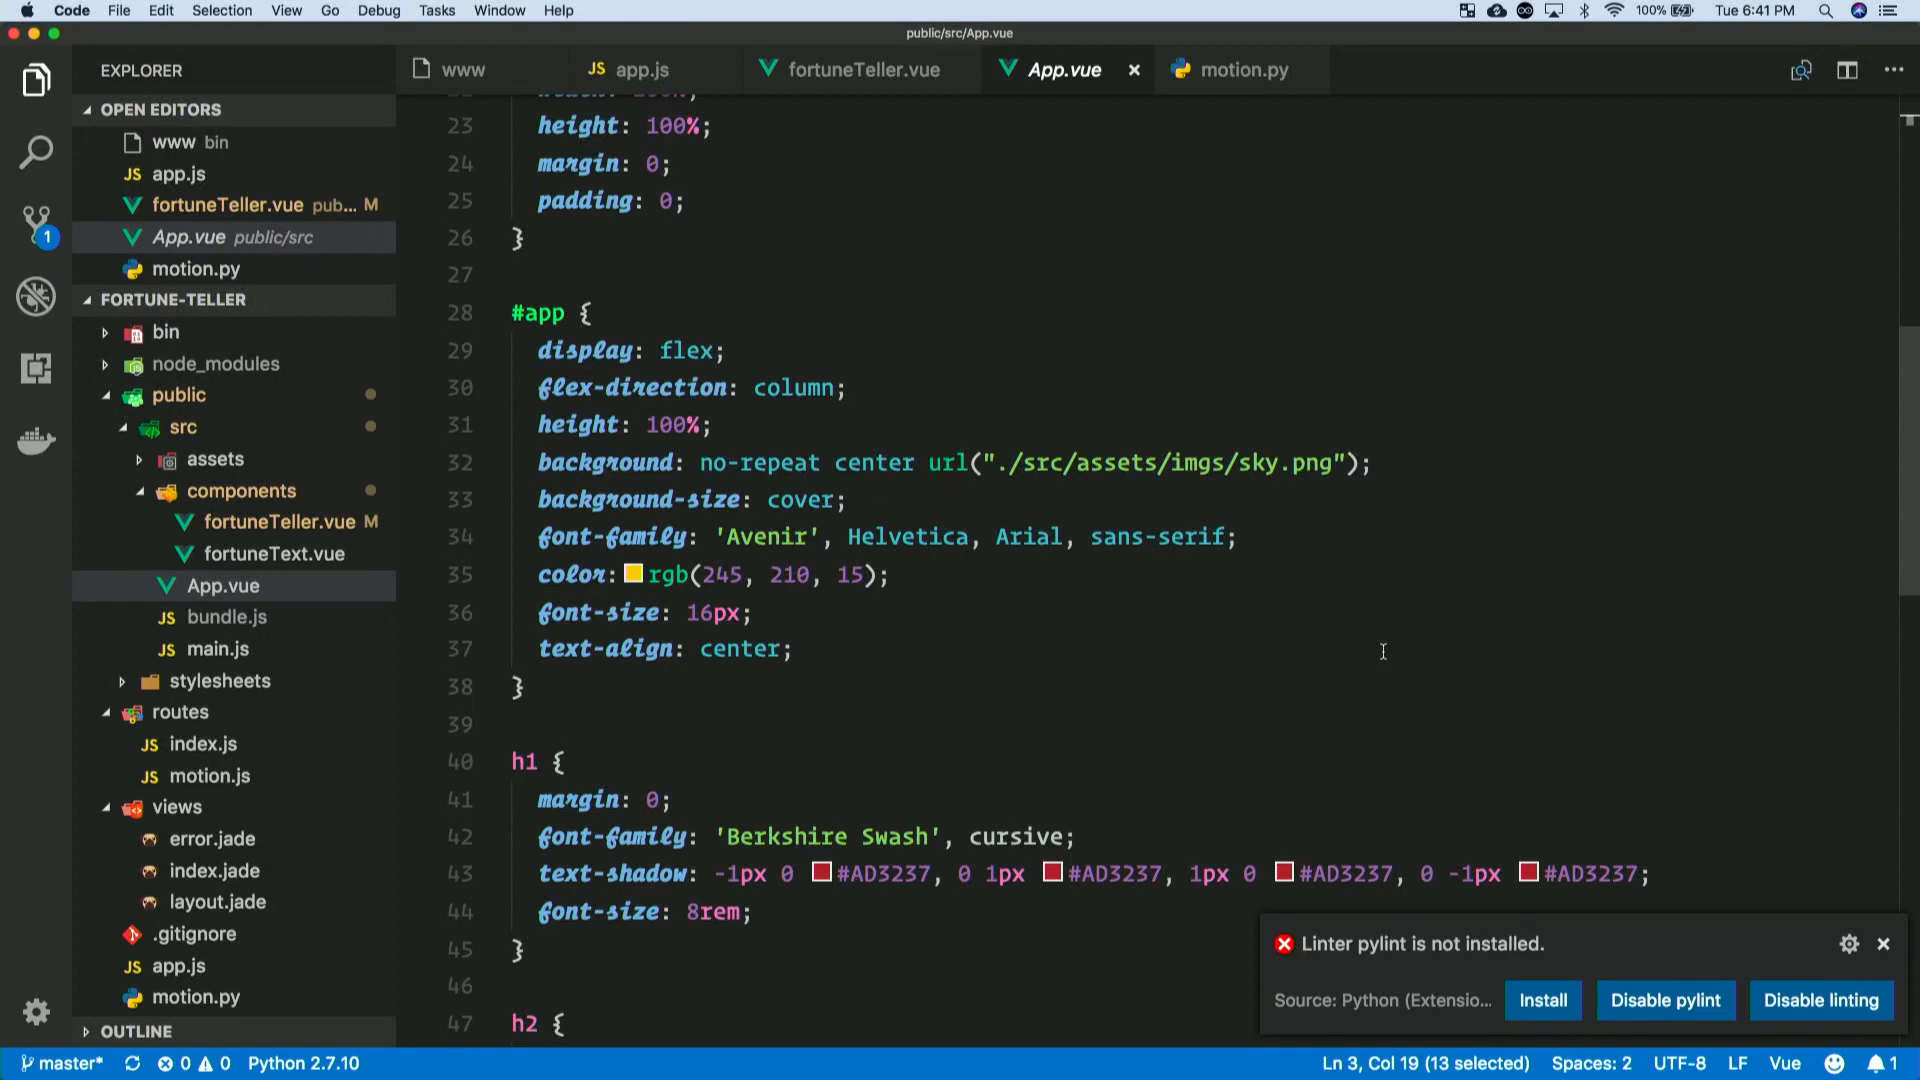 Code File Edit Selection View Go Debug Tasks Window Help 100% Tue 6:41 PM
public/src/App.vue
EXPLORER
www
JS app.js
fortuneTeller.vue
App.vue
motion.py
OPEN EDITORS
www bin
JS app.js
fortuneTeller.vue pub... M
App.vue public/src
motion.py
1
FORTUNE-TELLER
bin
node_modules
public
src
assets
components
fortuneTeller.vue M
fortuneText.vue
App.vue
JS bundle.js
JS main.js
stylesheets
routes
JS index.js
JS motion.js
views
error.jade
index.jade
layout.jade
.gitignore
JS app.js
motion.py
OUTLINE
23 height: 100%;
24 margin: 0;
25 padding: 0;
26 }
27
28 #app {
29 display: flex;
30 flex-direction: column;
31 height: 100%;
32 background: no-repeat center url("./src/assets/imgs/sky.png");
33 background-size: cover;
34 font-family: 'Avenir', Helvetica, Arial, sans-serif;
35 color: rgb(245, 210, 15);
36 font-size: 16px;
37 text-align: center;
38 }
39
40 h1 {
41 margin: 0;
42 font-family: 'Berkshire Swash', cursive;
43 text-shadow: -1px 0 #AD3237, 0 1px #AD3237, 1px 0 #AD3237, 0 -1px #AD3237;
44 font-size: 8rem;
45 }
46
47 h2 {
Linter pylint is not installed.
Source: Python (Extensio...
Install
Disable pylint
Disable linting
master* 0 0 Python 2.7.10 Ln 3, Col 19 (13 selected) Spaces: 2 UTF-8 LF Vue 1